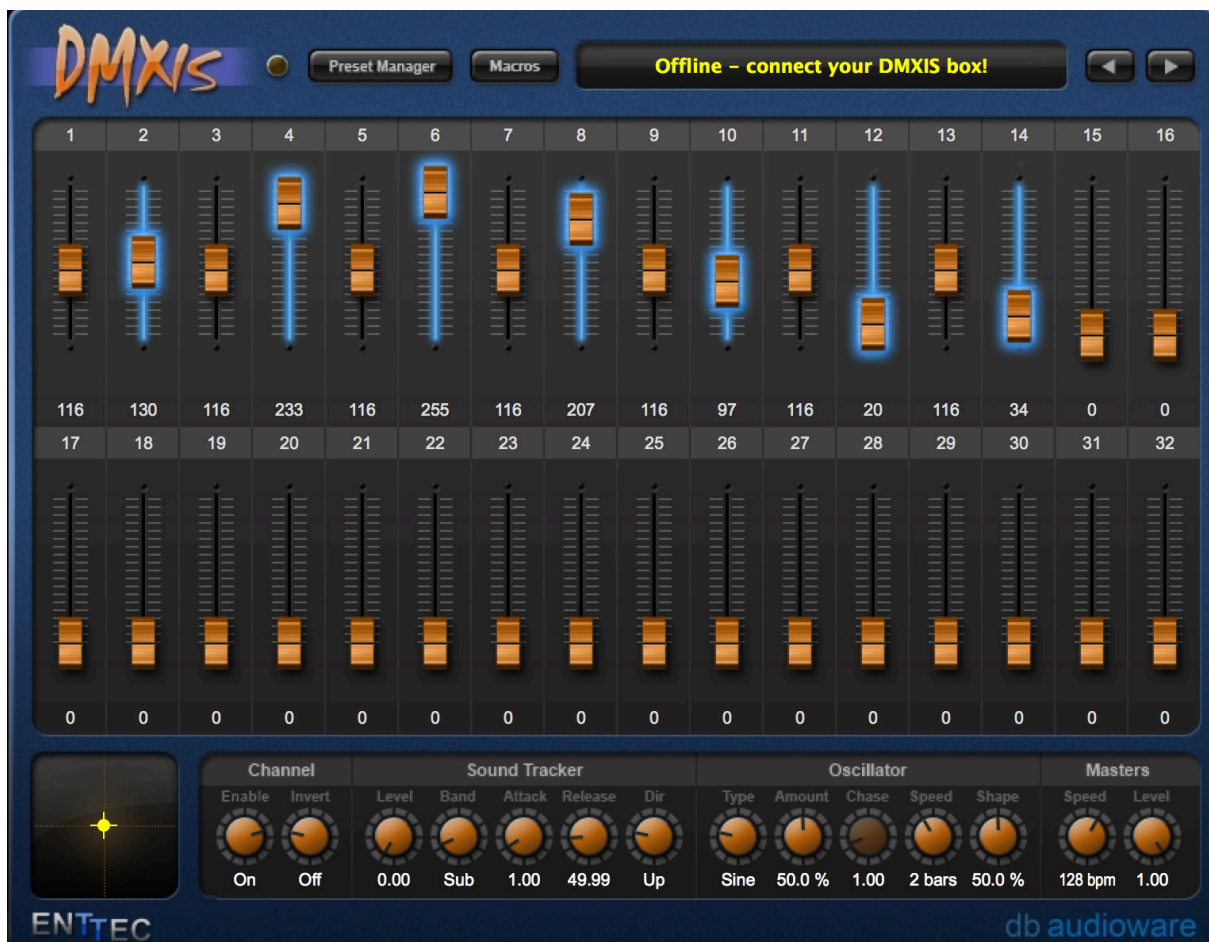 DMXIS
Preset Manager
Macros
Offline – connect your DMXIS box!
1 2 3 4 5 6 7 8 9 10 11 12 13 14 15 16
116 130 116 233 116 255 116 207 116 97 116 20 116 34 0 0
17 18 19 20 21 22 23 24 25 26 27 28 29 30 31 32
0 0 0 0 0 0 0 0 0 0 0 0 0 0 0 0
Channel Sound Tracker Oscillator Masters
Enable Invert Level Band Attack Release Dir Type Amount Chase Speed Shape Speed Level
On Off 0.00 Sub 1.00 49.99 Up Sine 50.0 % 1.00 2 bars 50.0 % 128 bpm 1.00
ENTTEC
db audioware